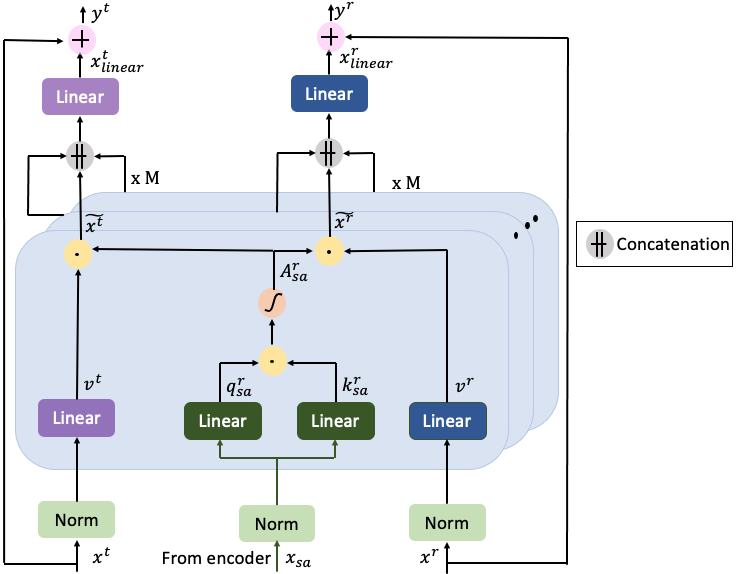 y^t
y^r
x^t_{linear}
x^r_{linear}
Linear
Linear
x M
x M
\widetilde{x^t}
\widetilde{x^r}
Concatenation
A^r_{sa}
v^t
q^r_{sa}
k^r_{sa}
v^r
Linear
Linear
Linear
Linear
Norm
Norm
Norm
x^t
From encoder x_{sa}
x^r